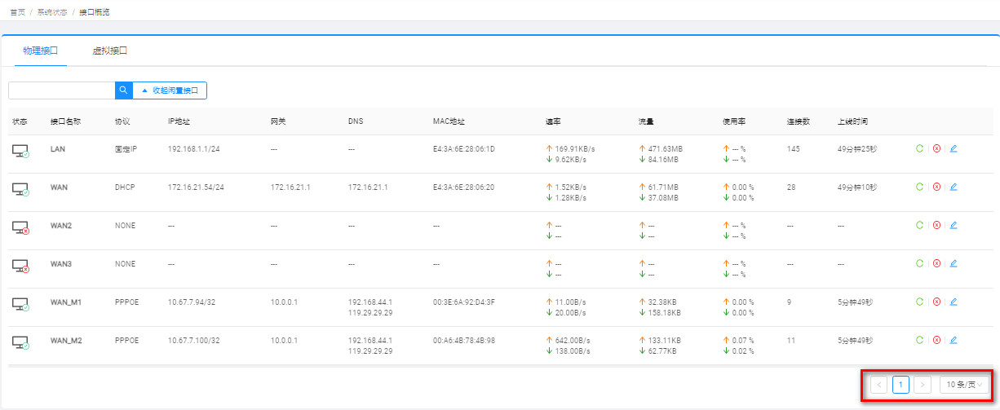 首页 / 系统状态 / 接口概览
物理接口 虚拟接口
收起闲置接口
状态 接口名称 协议 IP地址 网关 DNS MAC地址 速率 流量 使用率 连接数 上线时间
LAN 固定IP 192.168.1.1/24 --- --- E4:3A:6E:28:06:1D ↑ 169.91KB/s ↑ 471.63MB ↑ --- % 145 49分钟25秒
↓ 9.62KB/s ↓ 84.16MB ↓ --- %
WAN DHCP 172.16.21.54/24 172.16.21.1 172.16.21.1 E4:3A:6E:28:06:20 ↑ 1.52KB/s ↑ 61.71MB ↑ 0.00 % 28 49分钟10秒
↓ 1.28KB/s ↓ 37.08MB ↓ 0.00 %
WAN2 NONE --- --- --- --- ↑ --- ↑ --- ↑ --- % --- ---
↓ --- ↓ --- ↓ --- %
WAN3 NONE --- --- --- --- ↑ --- ↑ --- ↑ --- % --- ---
↓ --- ↓ --- ↓ --- %
WAN_M1 PPPOE 10.67.7.94/32 10.0.0.1 192.168.44.1 00:3E:6A:92:D4:3F ↑ 11.00B/s ↑ 32.38KB ↑ 0.00 % 9 5分钟49秒
119.29.29.29 ↓ 20.00B/s ↓ 158.18KB ↓ 0.00 %
WAN_M2 PPPOE 10.67.7.100/32 10.0.0.1 192.168.44.1 00:A6:4B:78:4B:98 ↑ 642.00B/s ↑ 133.11KB ↑ 0.07 % 11 5分钟49秒
119.29.29.29 ↓ 138.00B/s ↓ 62.77KB ↓ 0.02 %
< 1 > 10 条/页